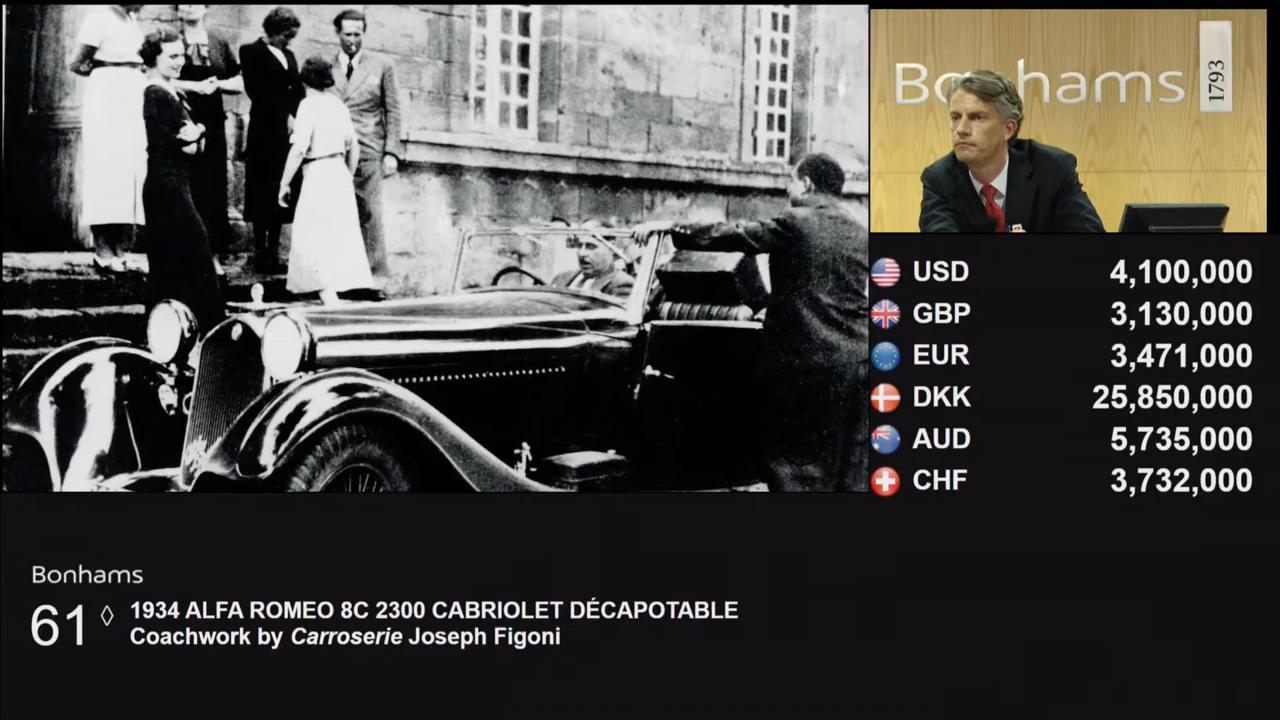 Bonhams
1793
USD 4,100,000
GBP 3,130,000
EUR 3,471,000
DKK 25,850,000
AUD 5,735,000
CHF 3,732,000
Bonhams
61 ◊ 1934 ALFA ROMEO 8C 2300 CABRIOLET DÉCAPOTABLE
Coachwork by Carroserie Joseph Figoni